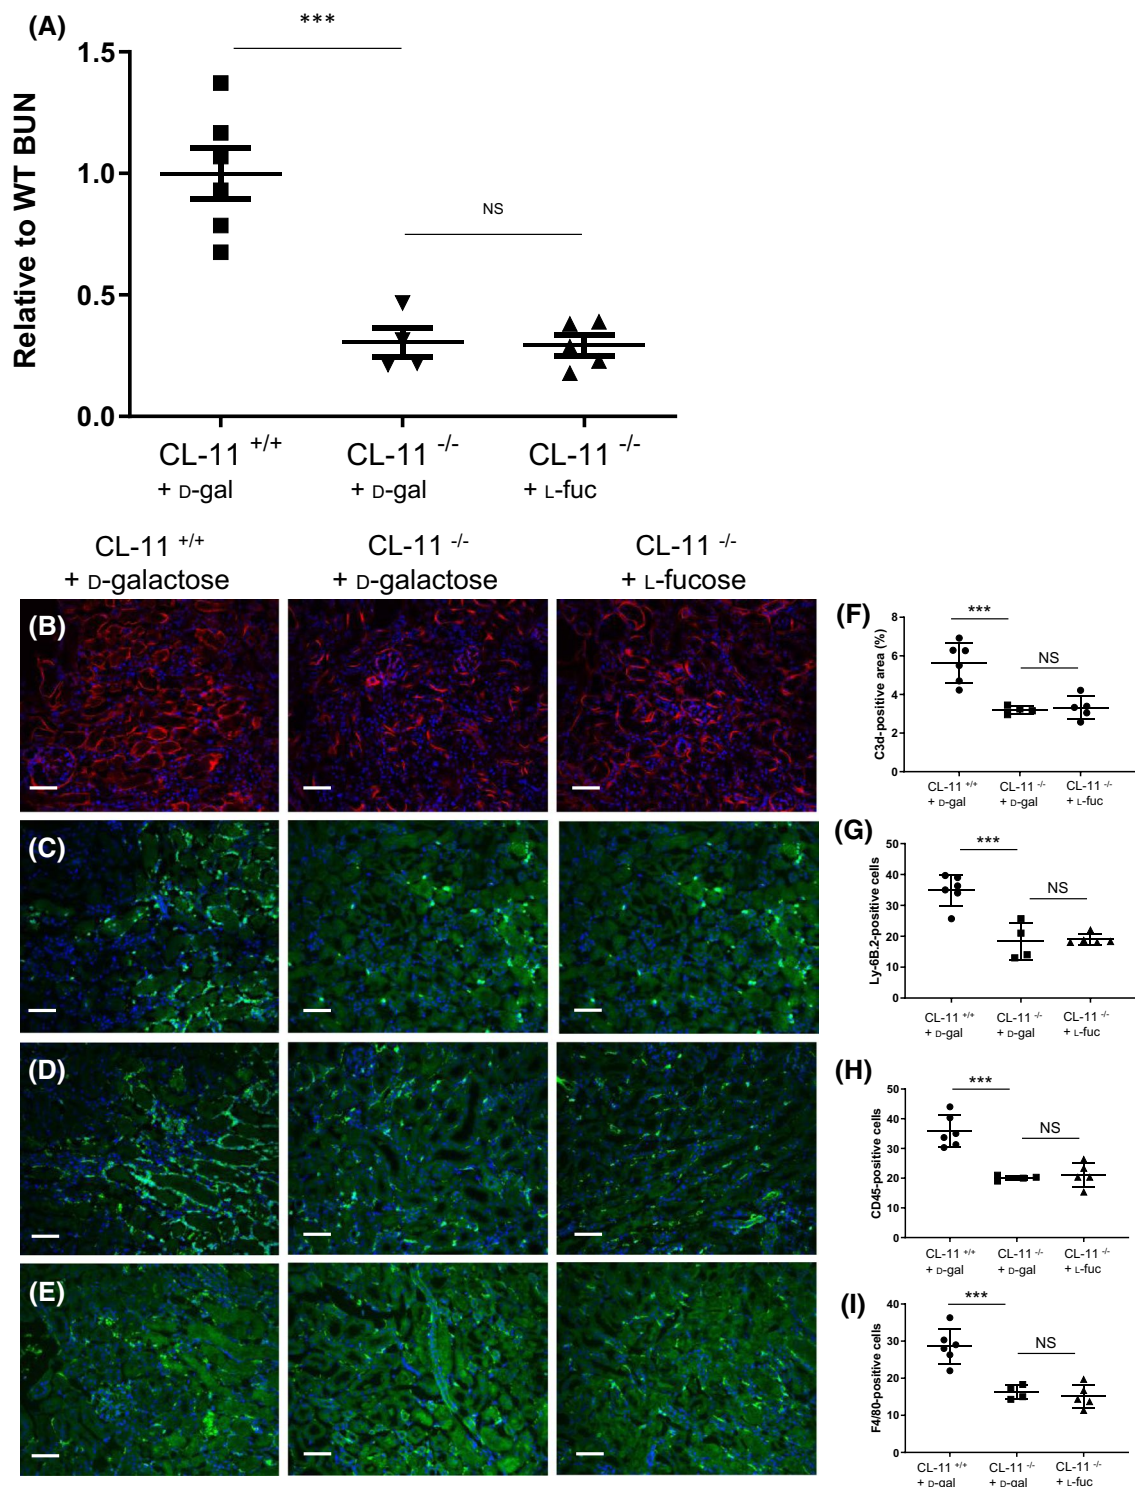 (A)
***
NS
Relative to WT BUN
1.5
1.0
0.5
0.0
CL-11 +/+
+ D-gal
CL-11 -/-
+ D-gal
CL-11 -/-
+ L-fuc
CL-11 +/+
+ D-galactose
CL-11 -/-
+ D-galactose
CL-11 -/-
+ L-fucose
(B)
(C)
(D)
(E)
(F)
***
NS
C3d-positive area (%)
8
6
4
2
0
CL-11 +/+
+ D-gal
CL-11 -/-
+ D-gal
CL-11 -/-
+ L-fuc
(G)
***
NS
Ly-6B.2-positive cells
50
40
30
20
10
0
CL-11 +/+
+ D-gal
CL-11 -/-
+ D-gal
CL-11 -/-
+ L-fuc
(H)
***
NS
CD45-positive cells
50
40
30
20
10
0
CL-11 +/+
+ D-gal
CL-11 -/-
+ D-gal
CL-11 -/-
+ L-fuc
(I)
***
NS
F4/80-positive cells
40
30
20
10
0
CL-11 +/+
+ D-gal
CL-11 -/-
+ D-gal
CL-11 -/-
+ L-fuc